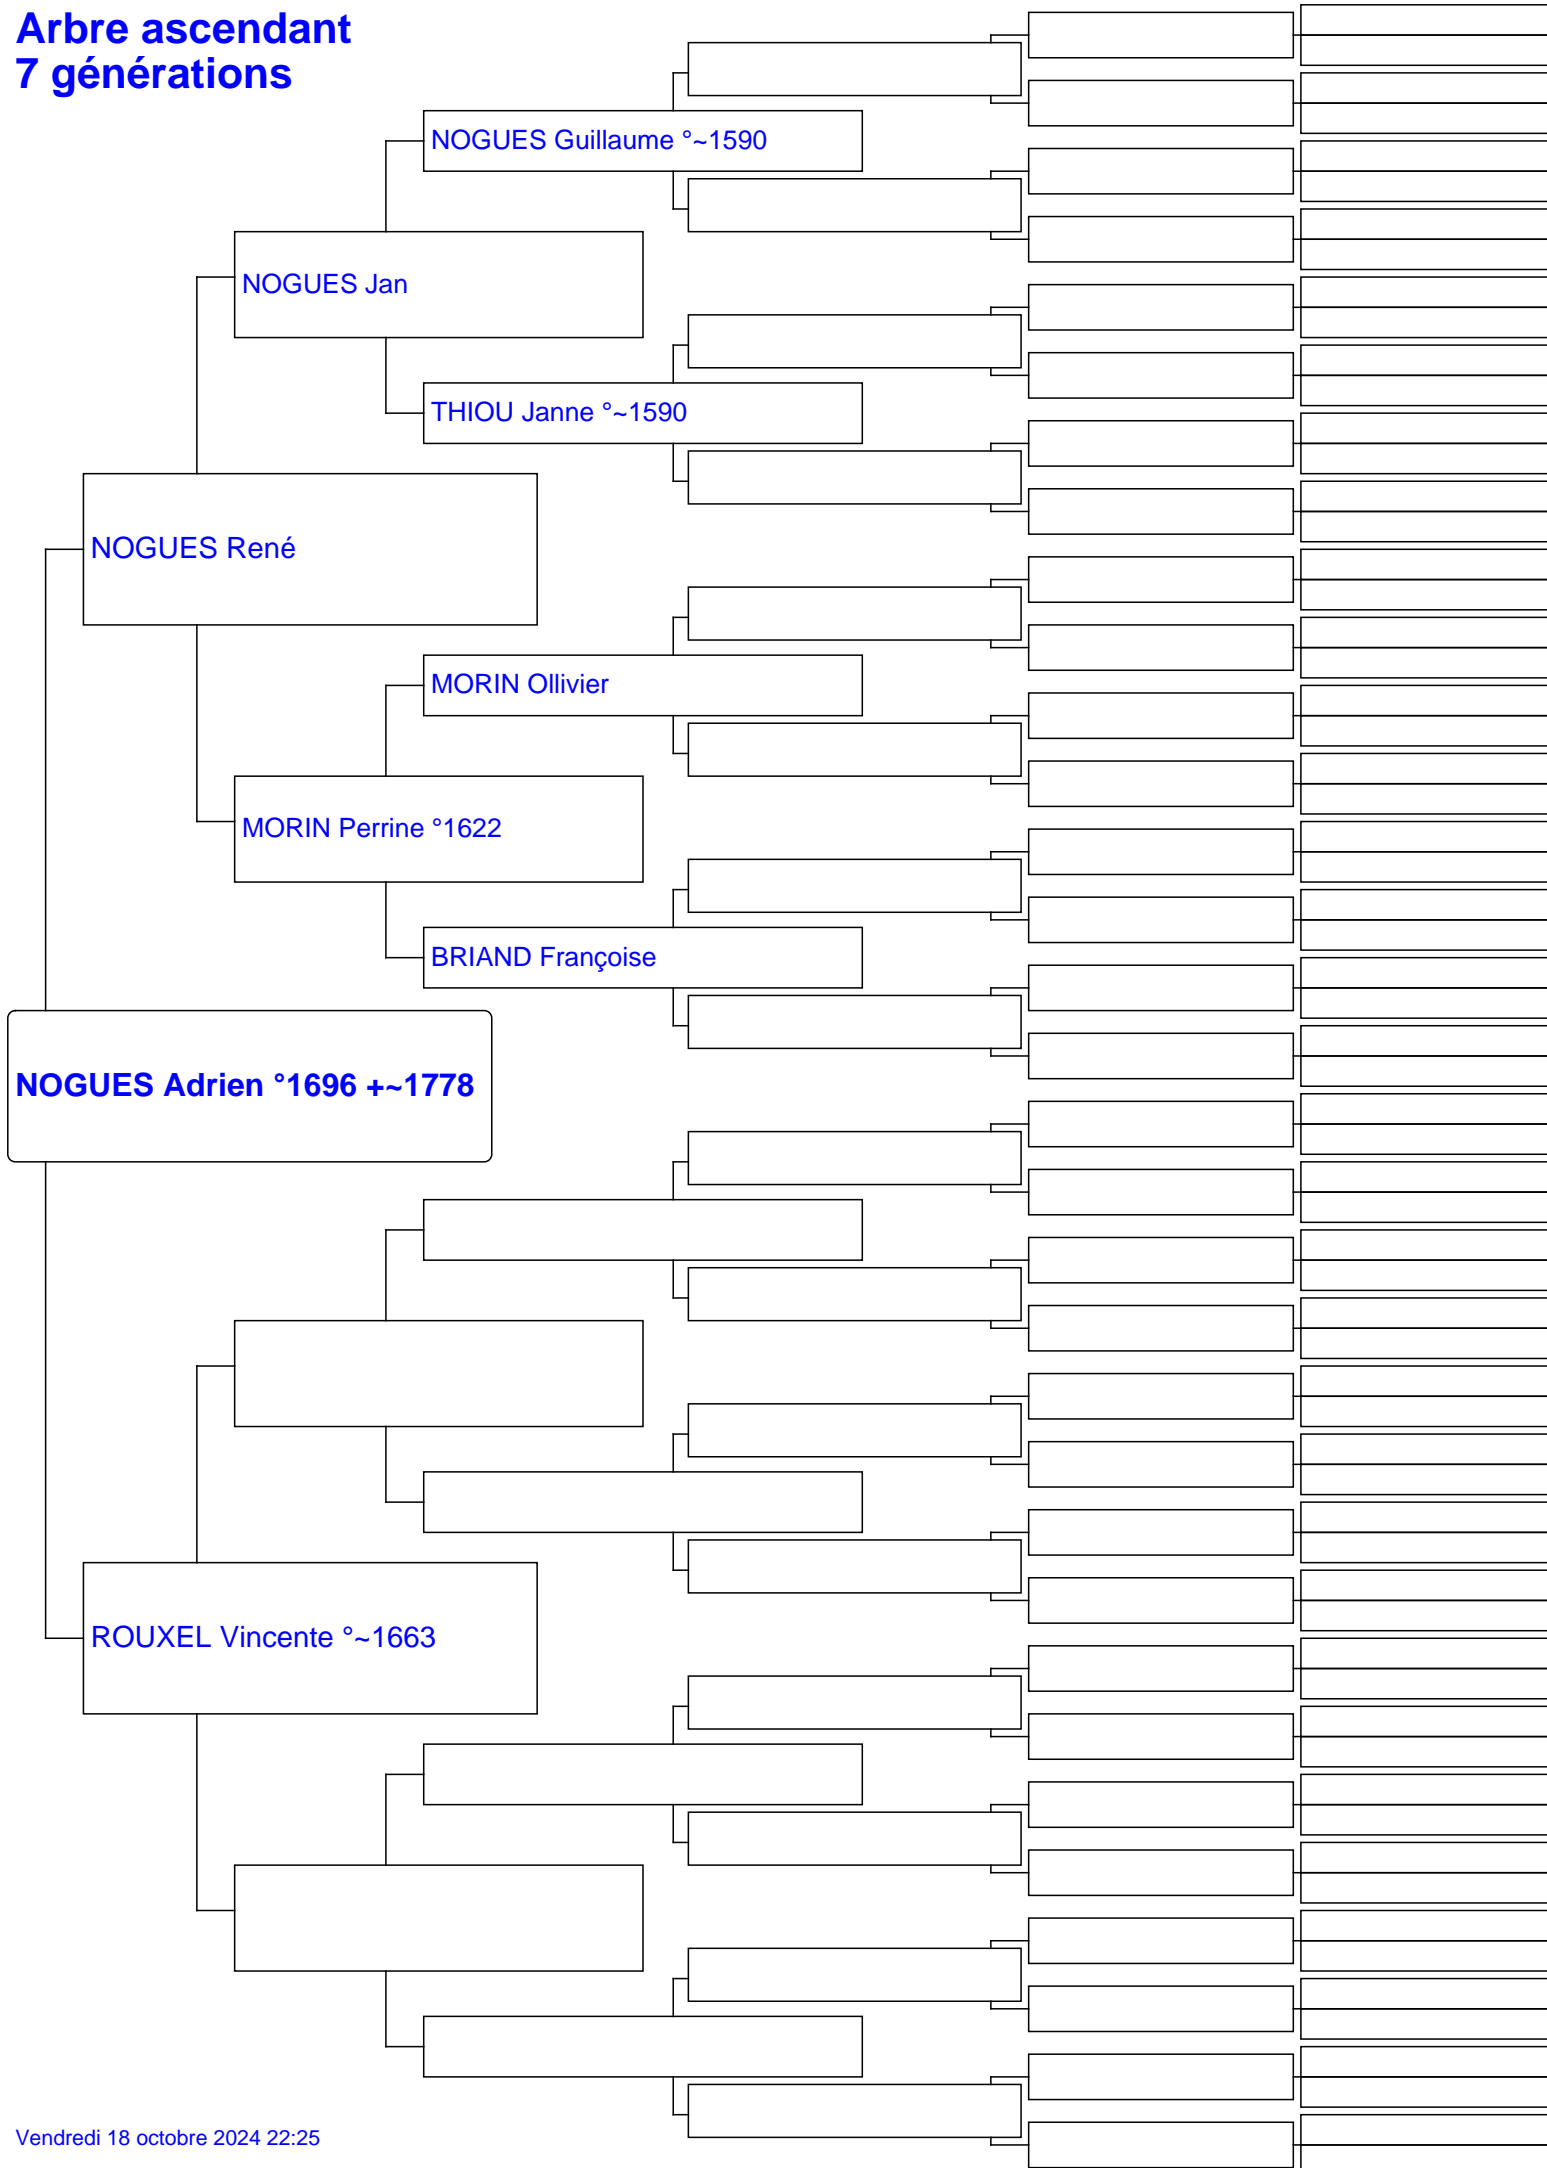 Arbre ascendant
7 générations
NOGUES Guillaume °~1590
NOGUES Jan
THIOU Janne °~1590
NOGUES René
MORIN Ollivier
MORIN Perrine °1622
BRIAND Françoise
NOGUES Adrien °1696 +~1778
ROUXEL Vincente °~1663
Vendredi 18 octobre 2024 22:25